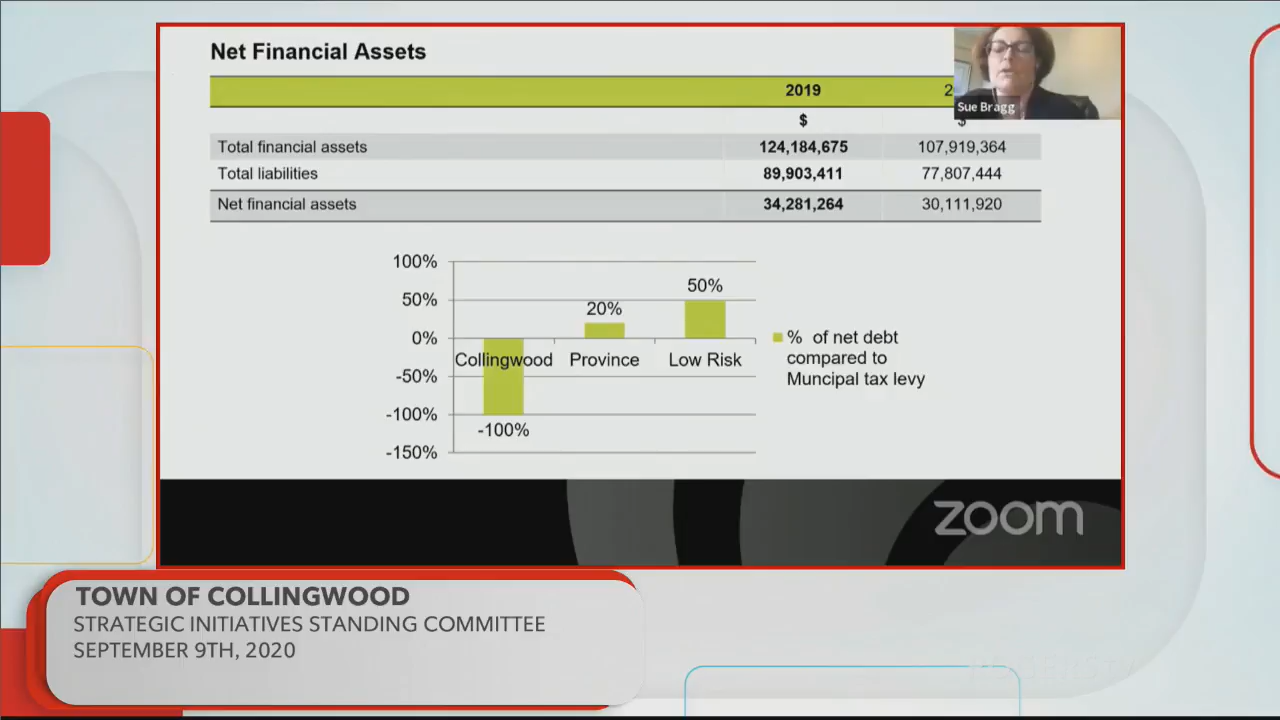 Net Financial Assets
2019
$ $
Total financial assets 124,184,675 107,919,364
Total liabilities 89,903,411 77,807,444
Net financial assets 34,281,264 30,111,920
Sue Bragg
100%
50%
0%
-50%
-100%
-150%
50%
20%
-100%
Collingwood Province Low Risk
% of net debt
compared to
Muncipal tax levy
zoom
TOWN OF COLLINGWOOD
STRATEGIC INITIATIVES STANDING COMMITTEE
SEPTEMBER 9TH, 2020